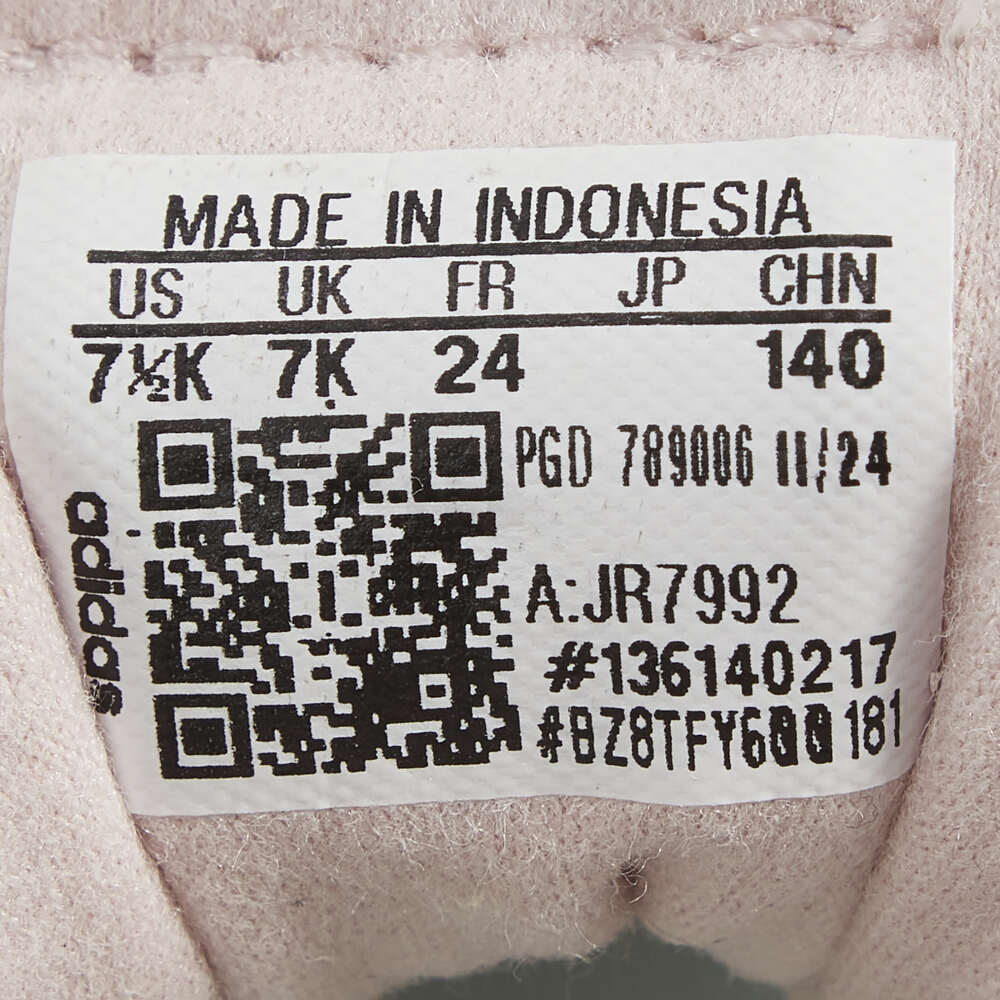 MADE IN INDONESIA
US UK FR JP CHN
7½K 7K 24 140
PGD 789006 11/24
adidas
A:JR7992
#136140217
#BZ8TFY600181